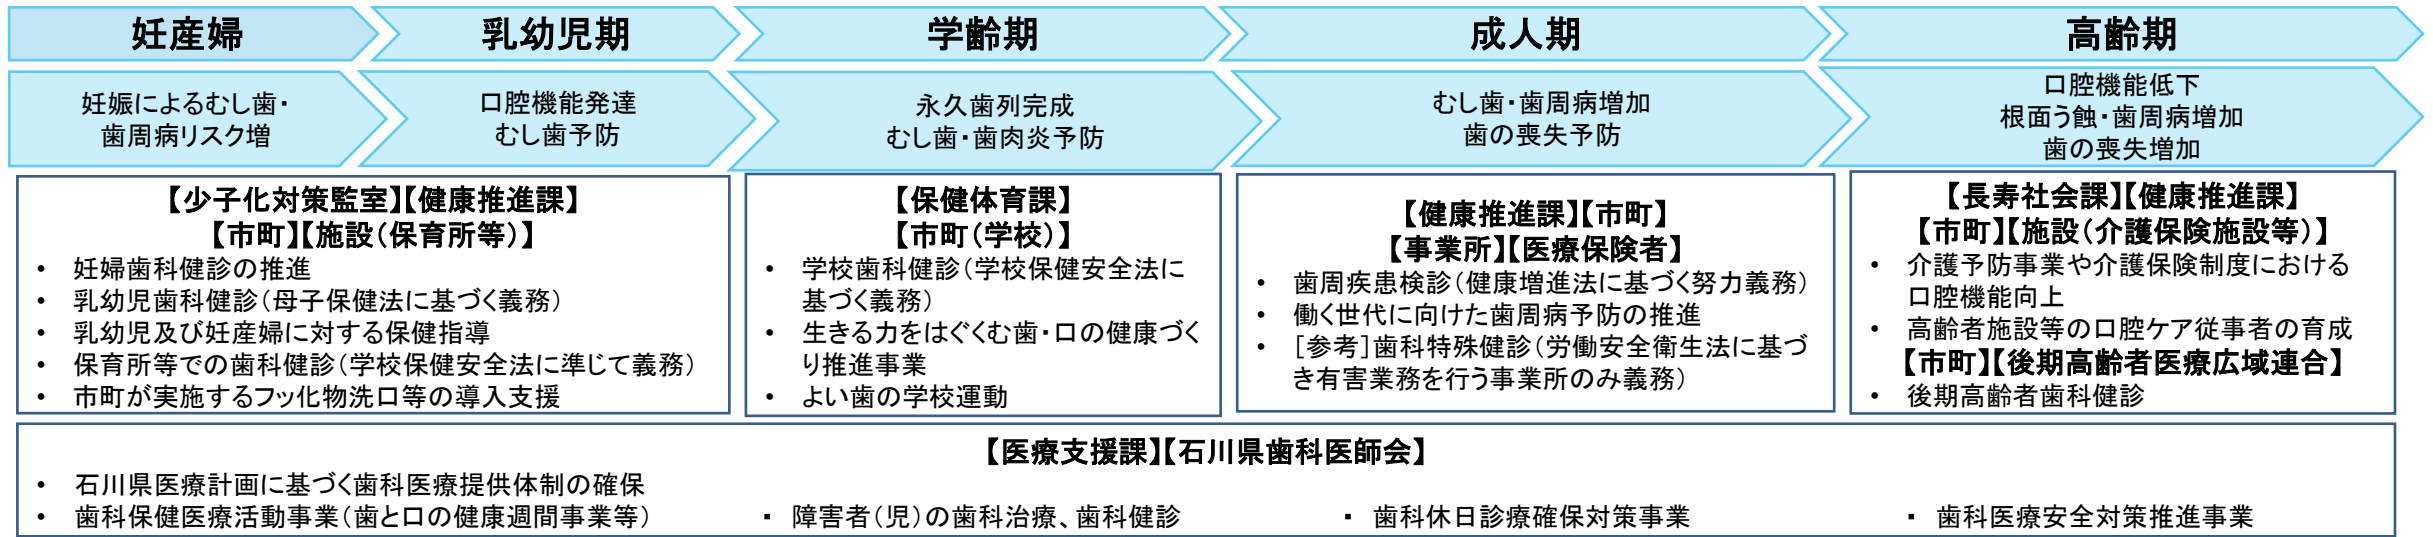 妊産婦
乳幼児期
学齢期
成人期
高齢期
妊娠によるむし歯・
歯周病リスク増
口腔機能発達
むし歯予防
永久歯列完成
むし歯・歯肉炎予防
むし歯・歯周病増加
歯の喪失予防
口腔機能低下
根面う蝕・歯周病増加
歯の喪失増加
【少子化対策監室】【健康推進課】
【市町】【施設（保育所等）】
• 妊婦歯科健診の推進
• 乳幼児歯科健診（母子保健法に基づく義務）
• 乳幼児及び妊産婦に対する保健指導
• 保育所等での歯科健診（学校保健安全法に準じて義務）
• 市町が実施するフッ化物洗口等の導入支援
【保健体育課】
【市町（学校）】
• 学校歯科健診（学校保健安全法に
基づく義務）
• 生きる力をはぐくむ歯・口の健康づく
り推進事業
• よい歯の学校運動
【健康推進課】【市町】
【事業所】【医療保険者】
• 歯周疾患検診（健康増進法に基づく努力義務）
• 働く世代に向けた歯周病予防の推進
• ［参考］歯科特殊健診（労働安全衛生法に基づ
き有害業務を行う事業所のみ義務）
【長寿社会課】【健康推進課】
【市町】【施設（介護保険施設等）】
• 介護予防事業や介護保険制度における
口腔機能向上
• 高齢者施設等の口腔ケア従事者の育成
【市町】【後期高齢者医療広域連合】
• 後期高齢者歯科健診
【医療支援課】【石川県歯科医師会】
• 石川県医療計画に基づく歯科医療提供体制の確保
• 歯科保健医療活動事業（歯と口の健康週間事業等） ・ 障害者（児）の歯科治療、歯科健診 ・ 歯科休日診療確保対策事業 ・ 歯科医療安全対策推進事業